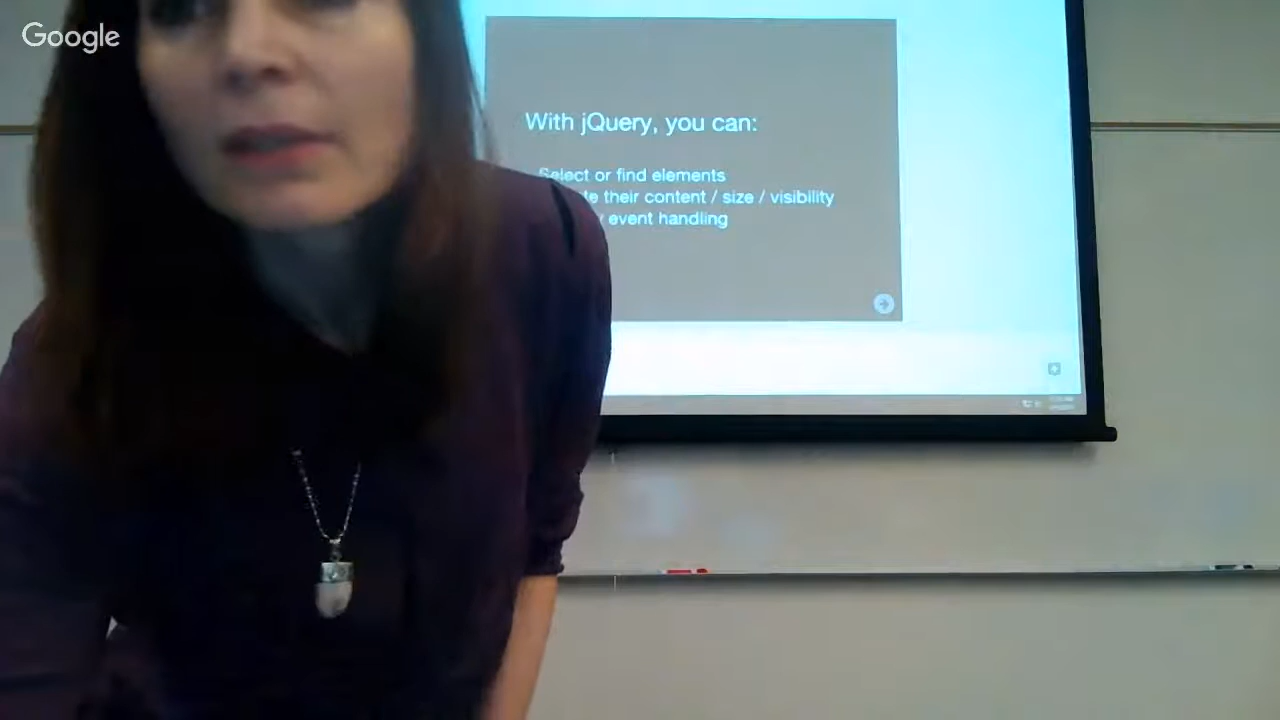 Google
With jQuery, you can:
Select or find elements
their content / size / visibility
event handling